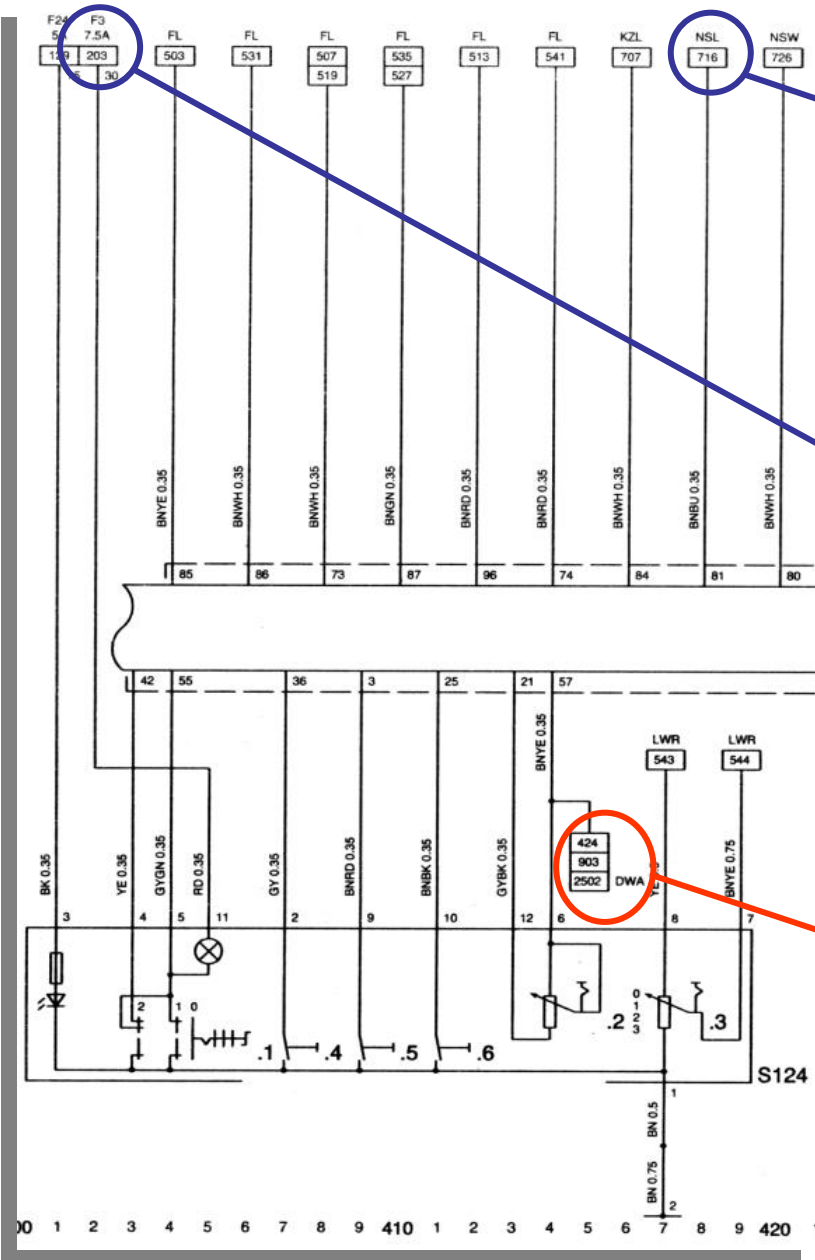 F24 F3
7.5A FL FL FL FL FL FL KZL NSL NSW
203 503 531 507 535 513 541 707 716 726
519 527
30
BNYE 0.35 BNWH 0.35 BNWH 0.35 BNGN 0.35 BNRD 0.35 BNRD 0.35 BNWH 0.35 BNBU 0.35 BNWH 0.35
85 86 73 87 96 74 84 81 80
42 55 36 3 25 21 57
BNYE 0.35
LWR LWR
543 544
424
903
2502 DWA
BK 0.35 YE 0.35 GYGN 0.35 RD 0.35 GY 0.35 BNRD 0.35 BNBK 0.35 GYBK 0.35 BNYE 0.75
3 4 5 11 2 9 10 12 6 8 7
2 1 0
0
1
2
3
.1 .4 .5 .6 .2 .3
S124
1
BN 0.5
BN 0.75
2
1 2 3 4 5 6 7 8 9 410 1 2 3 4 5 6 7 8 9 420